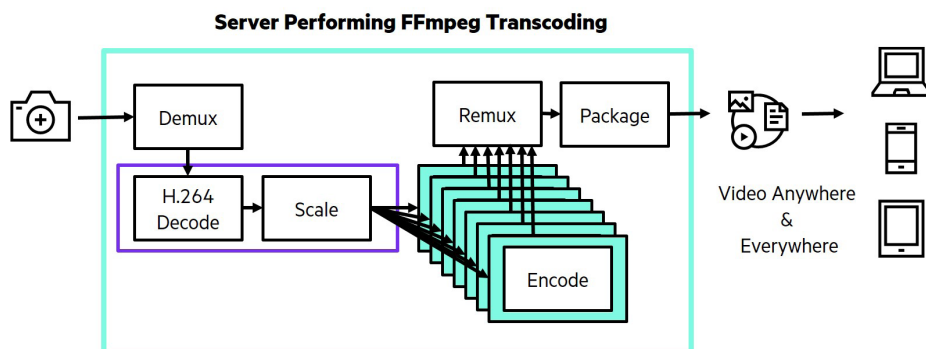 Server Performing FFmpeg Transcoding
Demux
Remux
Package
H.264
Decode
Scale
Encode
Video Anywhere
&
Everywhere